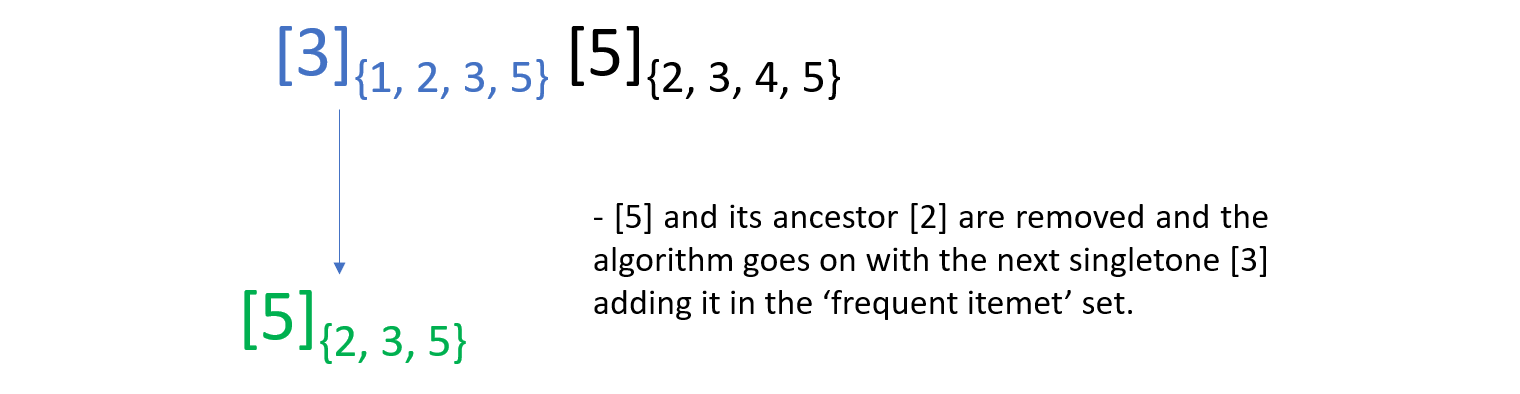 [3]{1, 2, 3, 5} [5]{2, 3, 4, 5}
- [5] and its ancestor [2] are removed and the
algorithm goes on with the next singletone [3]
adding it in the ‘frequent itemet’ set.
[5]{2, 3, 5}